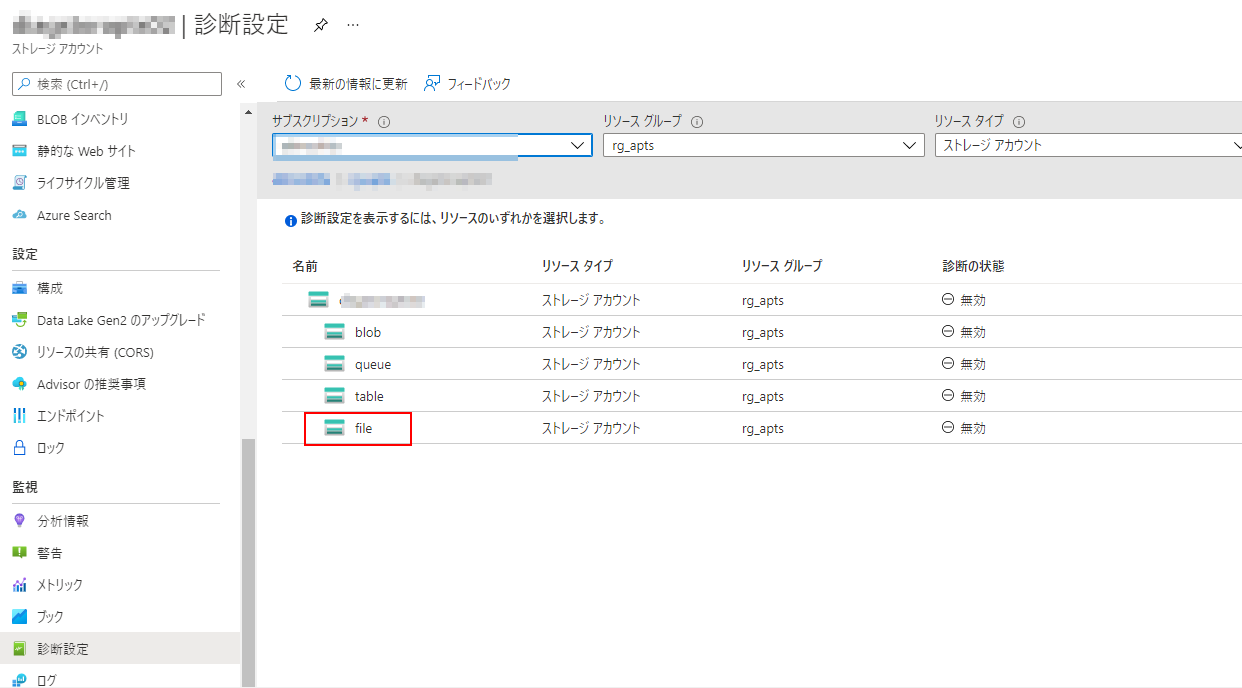 | 診断設定 ...
ストレージ アカウント
検索 (Ctrl+/)
«
最新の情報に更新
フィードバック
BLOB インベントリ
静的な Web サイト
ライフサイクル管理
Azure Search
設定
構成
Data Lake Gen2 のアップグレード
リソースの共有 (CORS)
Advisor の推奨事項
エンドポイント
ロック
監視
分析情報
警告
メトリック
ブック
診断設定
ログ
サブスクリプション *
リソース グループ
リソース タイプ
rg_apts
ストレージ アカウント
診断設定を表示するには、リソースのいずれかを選択します。
名前 リソース タイプ リソース グループ 診断の状態
ストレージ アカウント rg_apts 無効
blob ストレージ アカウント rg_apts 無効
queue ストレージ アカウント rg_apts 無効
table ストレージ アカウント rg_apts 無効
file ストレージ アカウント rg_apts 無効